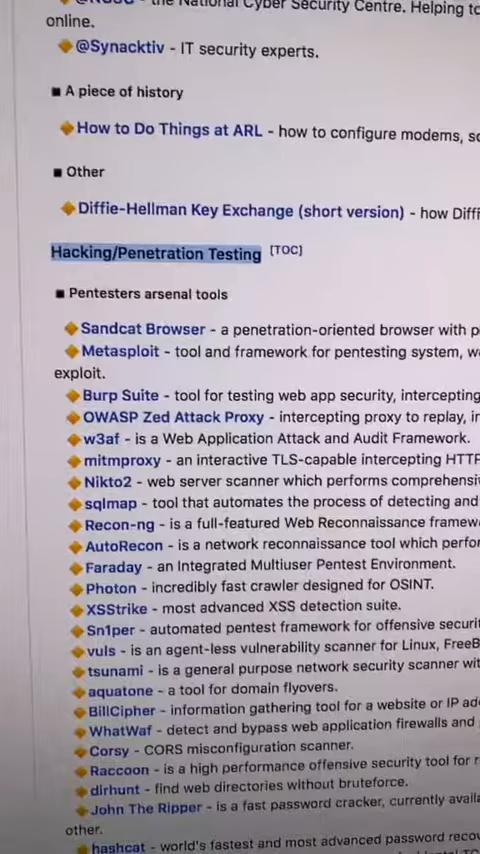 @NCSC - the National Cyber Security Centre. Helping to
online.
@Synacktiv - IT security experts.
A piece of history
How to Do Things at ARL - how to configure modems, sc
Other
Diffie-Hellman Key Exchange (short version) - how Diffi
Hacking/Penetration Testing [TOC]
Pentesters arsenal tools
Sandcat Browser - a penetration-oriented browser with p
Metasploit - tool and framework for pentesting system, w
exploit.
Burp Suite - tool for testing web app security, intercepting
OWASP Zed Attack Proxy - intercepting proxy to replay, in
w3af - is a Web Application Attack and Audit Framework.
mitmproxy - an interactive TLS-capable intercepting HTTP
Nikto2 - web server scanner which performs comprehensi
sqlmap - tool that automates the process of detecting and
Recon-ng - is a full-featured Web Reconnaissance framew
AutoRecon - is a network reconnaissance tool which perfo
Faraday - an Integrated Multiuser Pentest Environment.
Photon - incredibly fast crawler designed for OSINT.
XSStrike - most advanced XSS detection suite.
Sn1per - automated pentest framework for offensive securit
vuls - is an agent-less vulnerability scanner for Linux, FreeB
tsunami - is a general purpose network security scanner wit
aquatone - a tool for domain flyovers.
BillCipher - information gathering tool for a website or IP ad
WhatWaf - detect and bypass web application firewalls and
Corsy - CORS misconfiguration scanner.
Raccoon - is a high performance offensive security tool for r
dirhunt - find web directories without bruteforce.
John The Ripper - is a fast password cracker, currently availa
other.
hashcat - world's fastest and most advanced password recov